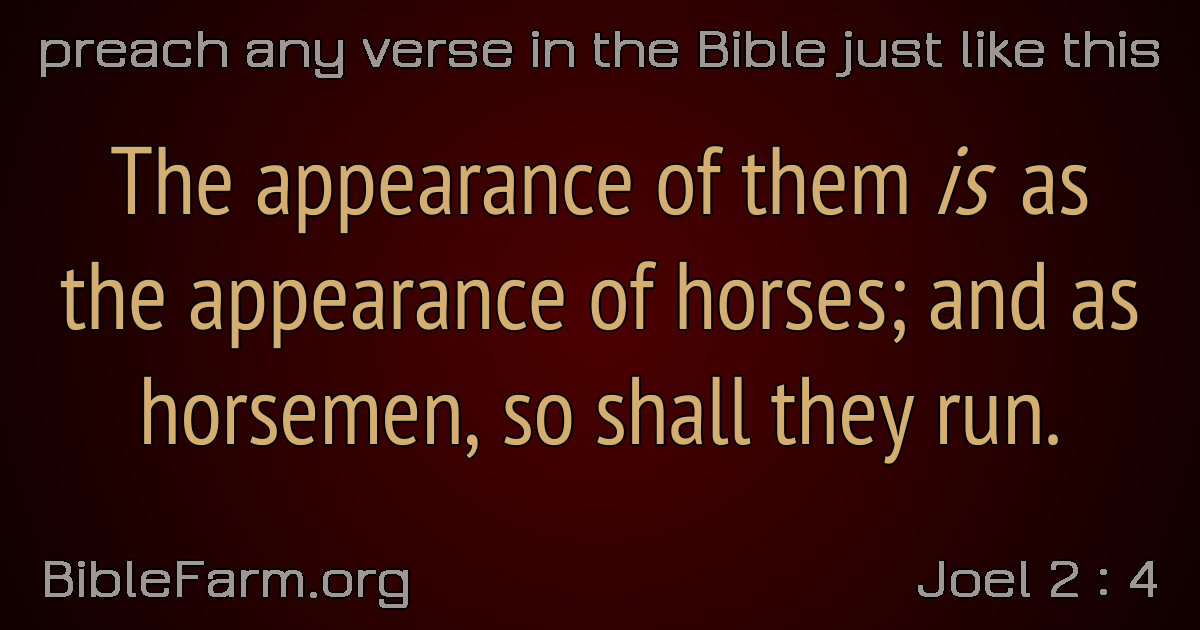 preach any verse in the Bible just like this
The appearance of them is as
the appearance of horses; and as
horsemen, so shall they run.
BibleFarm.org
Joel 2 : 4